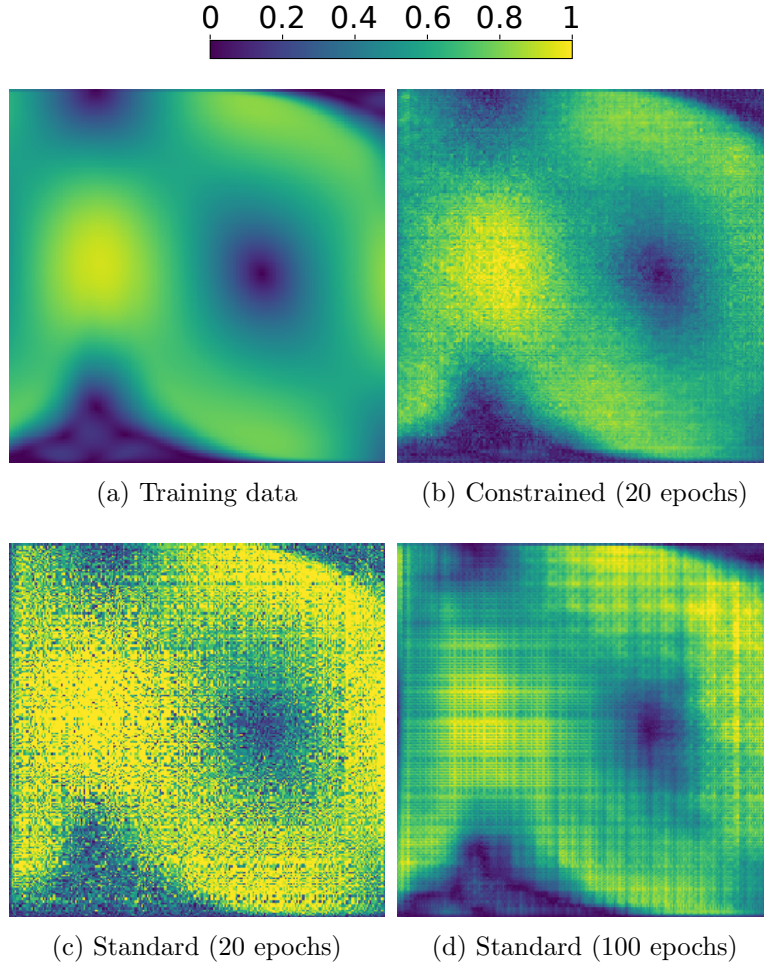 0 0.2 0.4 0.6 0.8 1
(a) Training data
(b) Constrained (20 epochs)
(c) Standard (20 epochs)
(d) Standard (100 epochs)